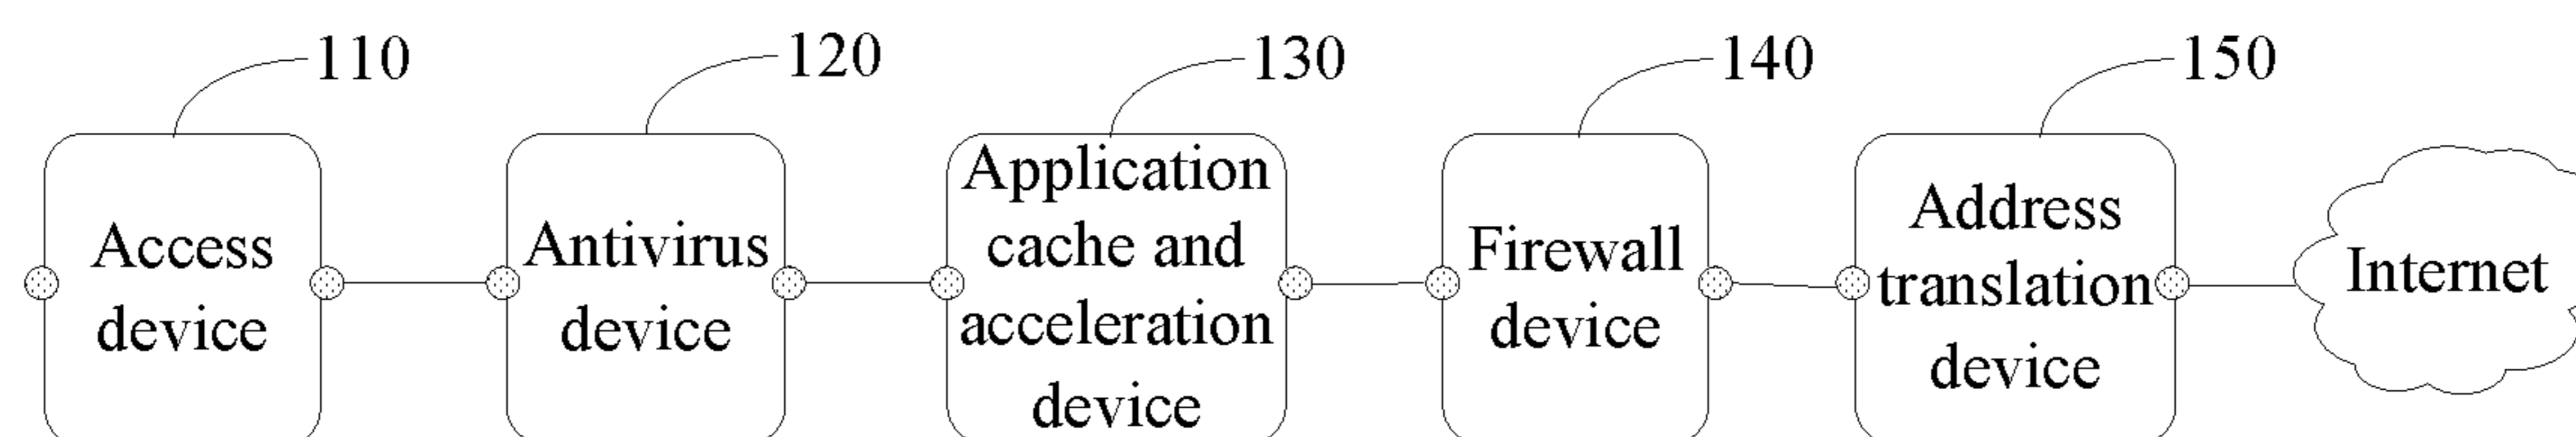 110
120
130
140
150
Access
device
Antivirus
device
Application
cache and
acceleration
device
Firewall
device
Address
translation
device
Internet